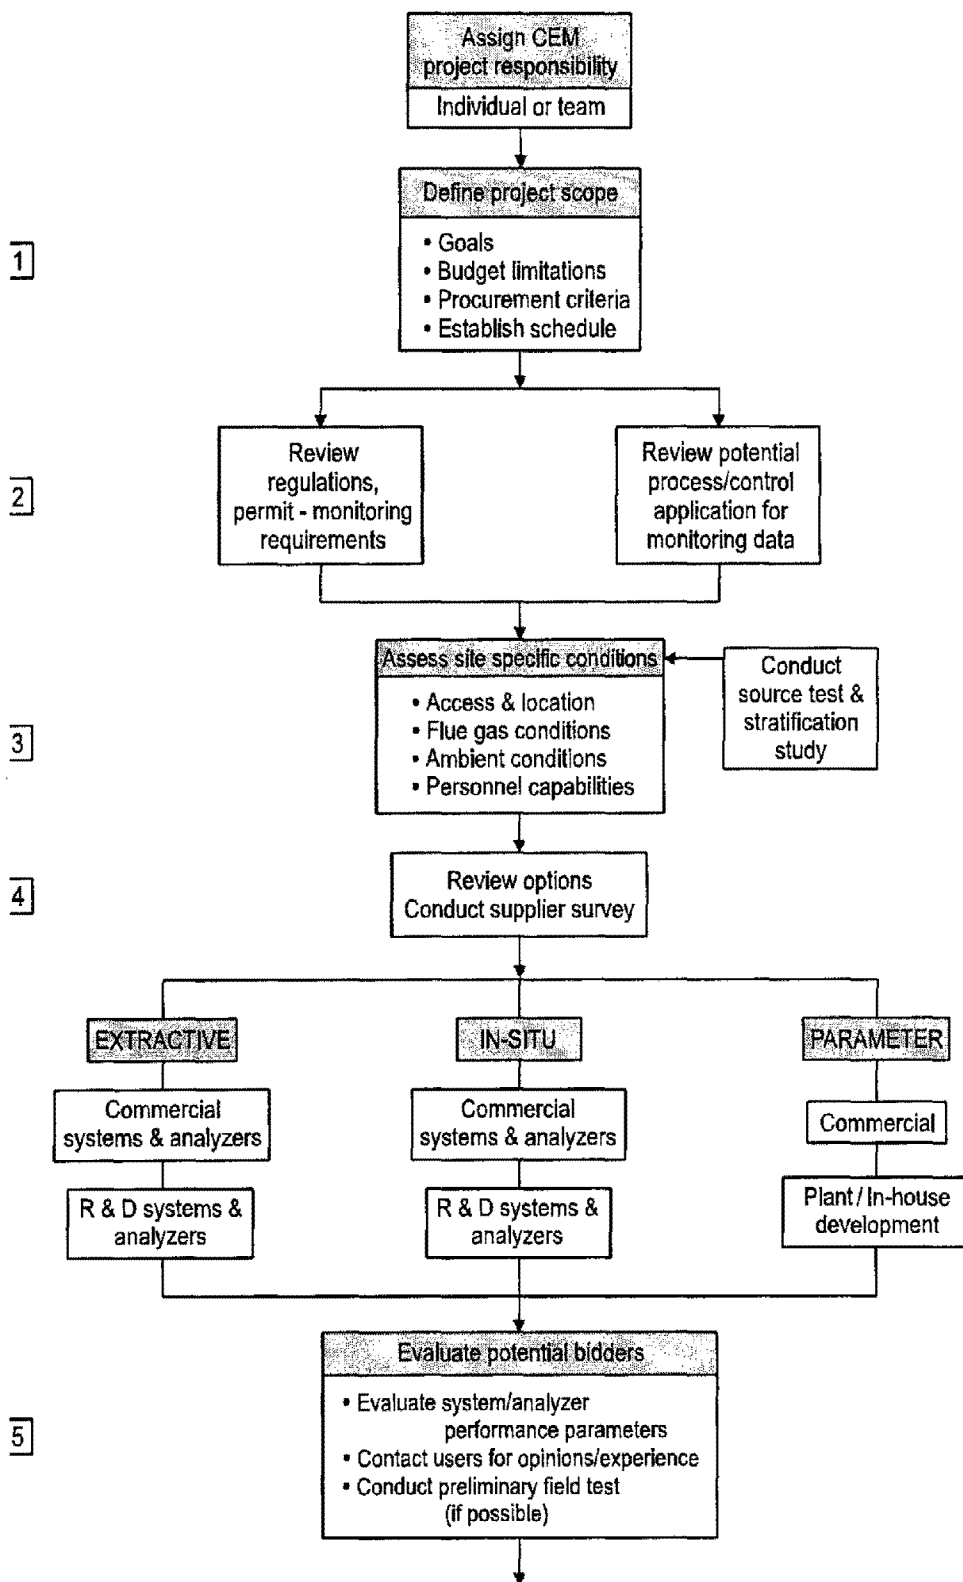 Assign CEM
project responsibility
Individual or team
Define project scope
1
• Goals
• Budget limitations
• Procurement criteria
• Establish schedule
2
Review
regulations,
permit - monitoring
requirements
Review potential
process/control
application for
monitoring data
Assess site specific conditions
3
• Access & location
• Flue gas conditions
• Ambient conditions
• Personnel capabilities
Conduct
source test &
stratification
study
4
Review options
Conduct supplier survey
EXTRACTIVE
Commercial
systems & analyzers
R & D systems &
analyzers
IN-SITU
Commercial
systems & analyzers
R & D systems &
analyzers
PARAMETER
Commercial
Plant / In-house
development
Evaluate potential bidders
5
• Evaluate system/analyzer
performance parameters
• Contact users for opinions/experience
• Conduct preliminary field test
(if possible)